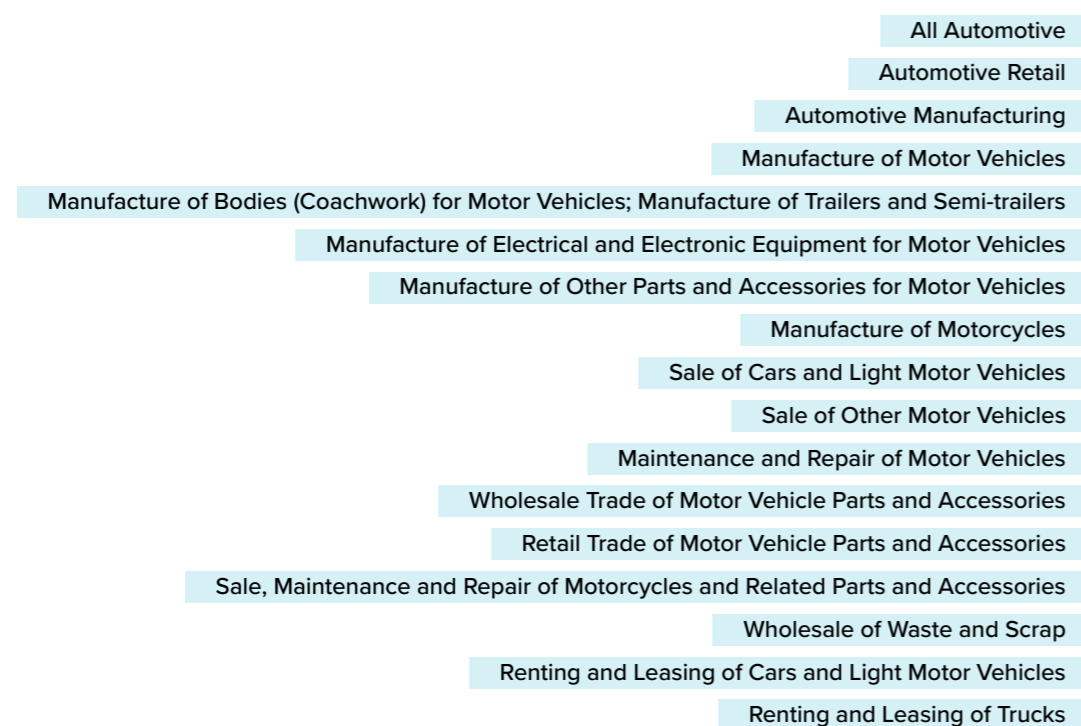 All Automotive
Automotive Retail
Automotive Manufacturing
Manufacture of Motor Vehicles
Manufacture of Bodies (Coachwork) for Motor Vehicles; Manufacture of Trailers and Semi-trailers
Manufacture of Electrical and Electronic Equipment for Motor Vehicles
Manufacture of Other Parts and Accessories for Motor Vehicles
Manufacture of Motorcycles
Sale of Cars and Light Motor Vehicles
Sale of Other Motor Vehicles
Maintenance and Repair of Motor Vehicles
Wholesale Trade of Motor Vehicle Parts and Accessories
Retail Trade of Motor Vehicle Parts and Accessories
Sale, Maintenance and Repair of Motorcycles and Related Parts and Accessories
Wholesale of Waste and Scrap
Renting and Leasing of Cars and Light Motor Vehicles
Renting and Leasing of Trucks